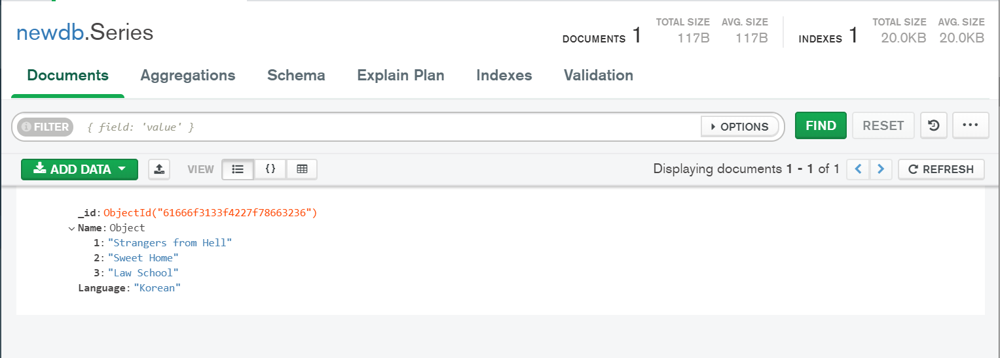 newdb.Series
DOCUMENTS 1 TOTAL SIZE 117B AVG. SIZE 117B INDEXES 1 TOTAL SIZE 20.0KB AVG. SIZE 20.0KB
Documents Aggregations Schema Explain Plan Indexes Validation
FILTER { field: 'value' } OPTIONS FIND RESET ...
ADD DATA VIEW {} Displaying documents 1 - 1 of 1 < > REFRESH
_id: ObjectId("61666f3133f4227f78663236")
Name: Object
1: "Strangers from Hell"
2: "Sweet Home"
3: "Law School"
Language: "Korean"